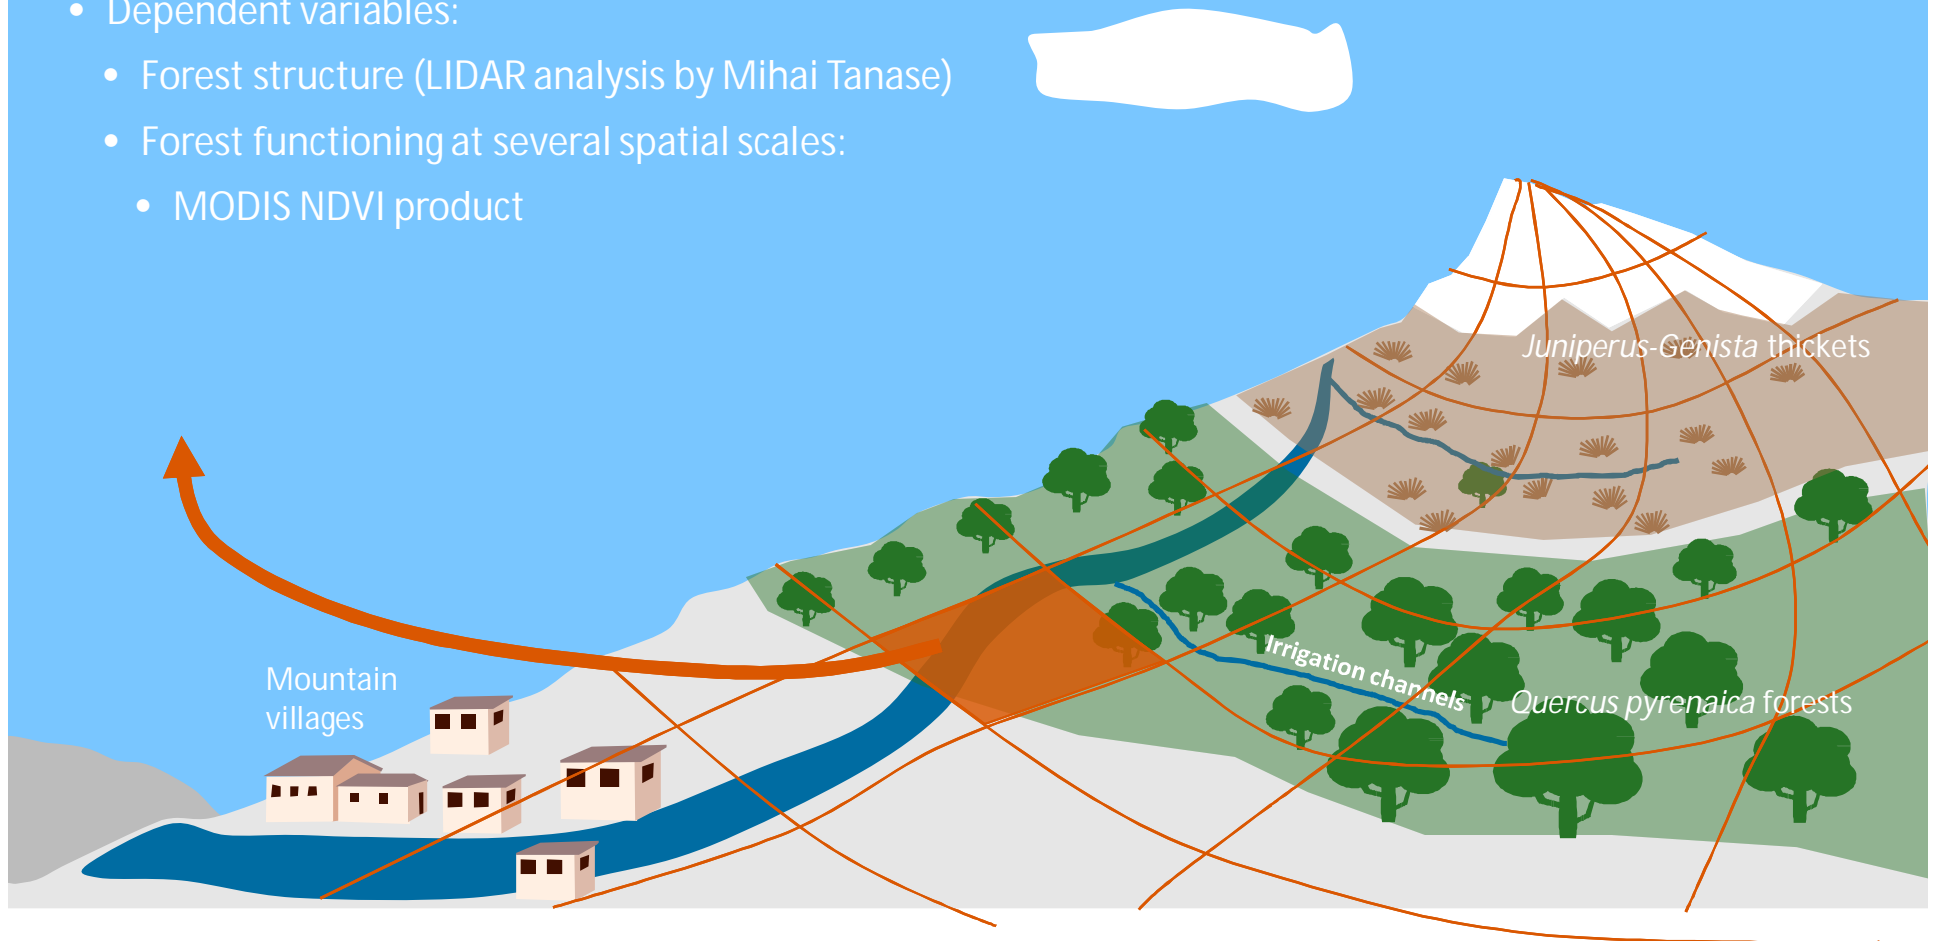 • Dependent variables:
• Forest structure (LIDAR analysis by Mihai Tanase)
• Forest functioning at several spatial scales:
• MODIS NDVI product
Juniperus-Genista thickets
Irrigation channels
Mountain
villages
Quercus pyrenaica forests